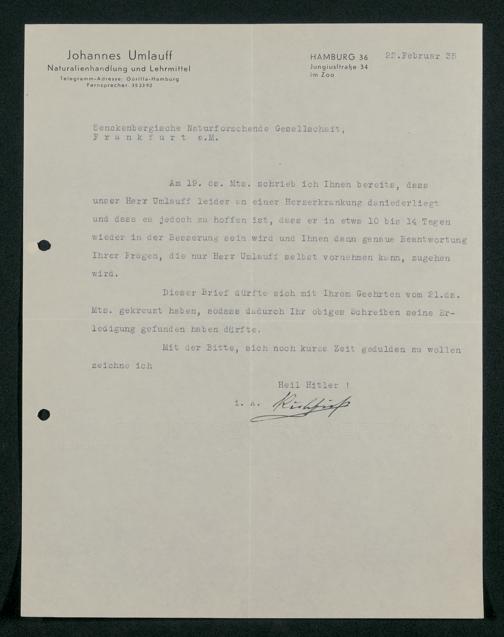 Johannes Umlauff
Naturalienhandlung und Lehrmittel
Telegramm-Adresse: Gorilla-Hamburg
Fernsprecher: 352392
HAMBURG 36
Jungiusstraße 34
im Zoo
22.Februar 38
Senckenbergische Naturforschende Gesellschaft,
Frankfurt a.M.
Am 19. ds. Mts. schrieb ich Ihnen bereits, dass
unser Herr Umlauff leider an einer Herzerkrankung daniederliegt
und dass es jedoch zu hoffen ist, dass er in etwa 10 bis 14 Tagen
wieder in der Besserung sein wird und Ihnen dann genaue Beantwortung
Ihrer Fragen, die nur Herr Umlauff selbst vornehmen kann, zugehen
wird.
Dieser Brief dürfte sich mit Ihrem Geehrten vom 21.ds.
Mts. gekreuzt haben, sodass dadurch Ihr obiges Schreiben seine Er-
ledigung gefunden haben dürfte.
Mit der Bitte, sich noch kurze Zeit gedulden zu wollen
zeichne ich
Heil Hitler !
i. A.